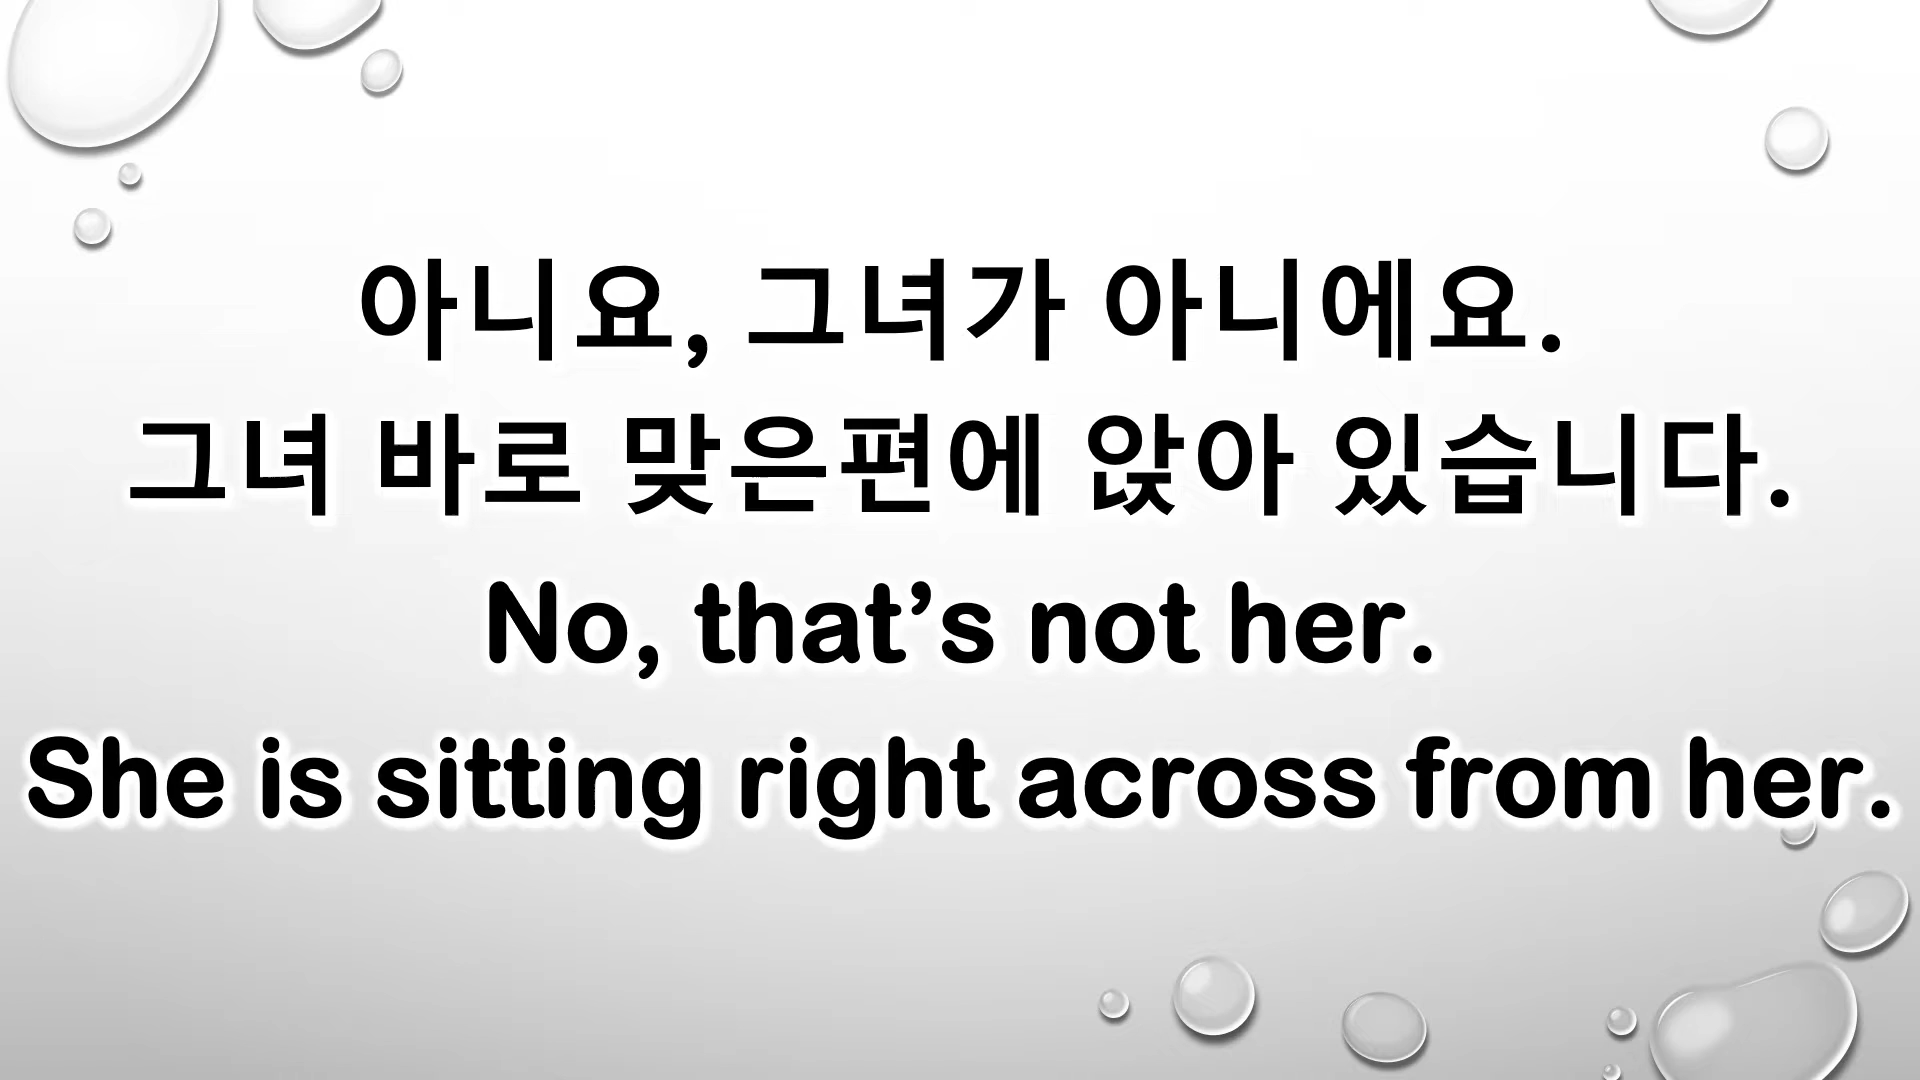 아니요, 그녀가 아니에요.
그녀 바로 맞은편에 앉아 있습니다.
No, that’s not her.
She is sitting right across from her.